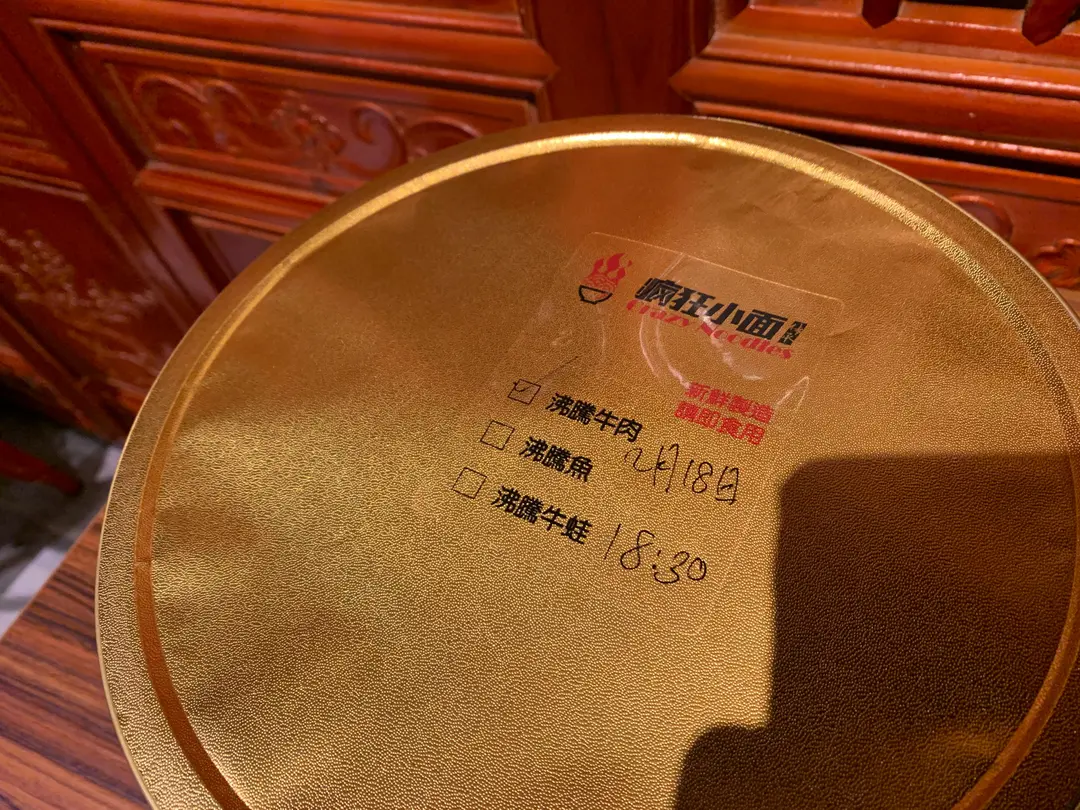 瘋狂小面
Crazy Noodles
新鮮製造
請即食用
沸騰牛肉
沸騰魚
沸騰牛蛙
2月18日
18:30